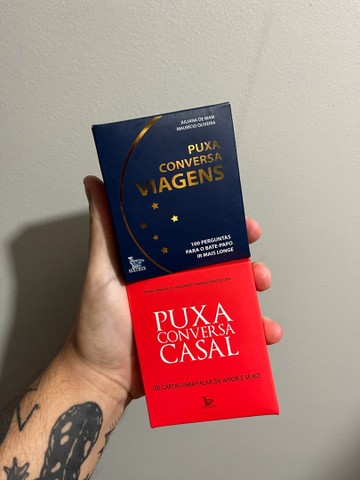 JULIANA DE MARI
MAURICIO OLIVEIRA
PUXA
CONVERSA
VIAGENS
100 PERGUNTAS
PARA O BATE-PAPO
IR MAIS LONGE
MATRIX
PUXA
CONVERSA
CASAL
100 CARTAS PARA FALAR DE AMOR E SEXO